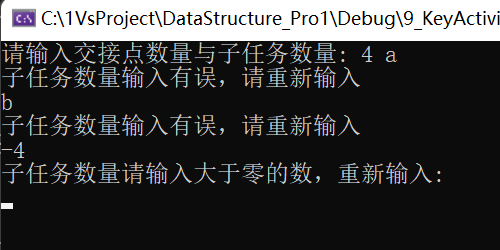 C:\1VsProject\DataStructure_Pro1\Debug\9_KeyActivi
请输入交接点数量与子任务数量: 4 a
子任务数量输入有误，请重新输入
b
子任务数量输入有误，请重新输入
-4
子任务数量请输入大于零的数，重新输入: